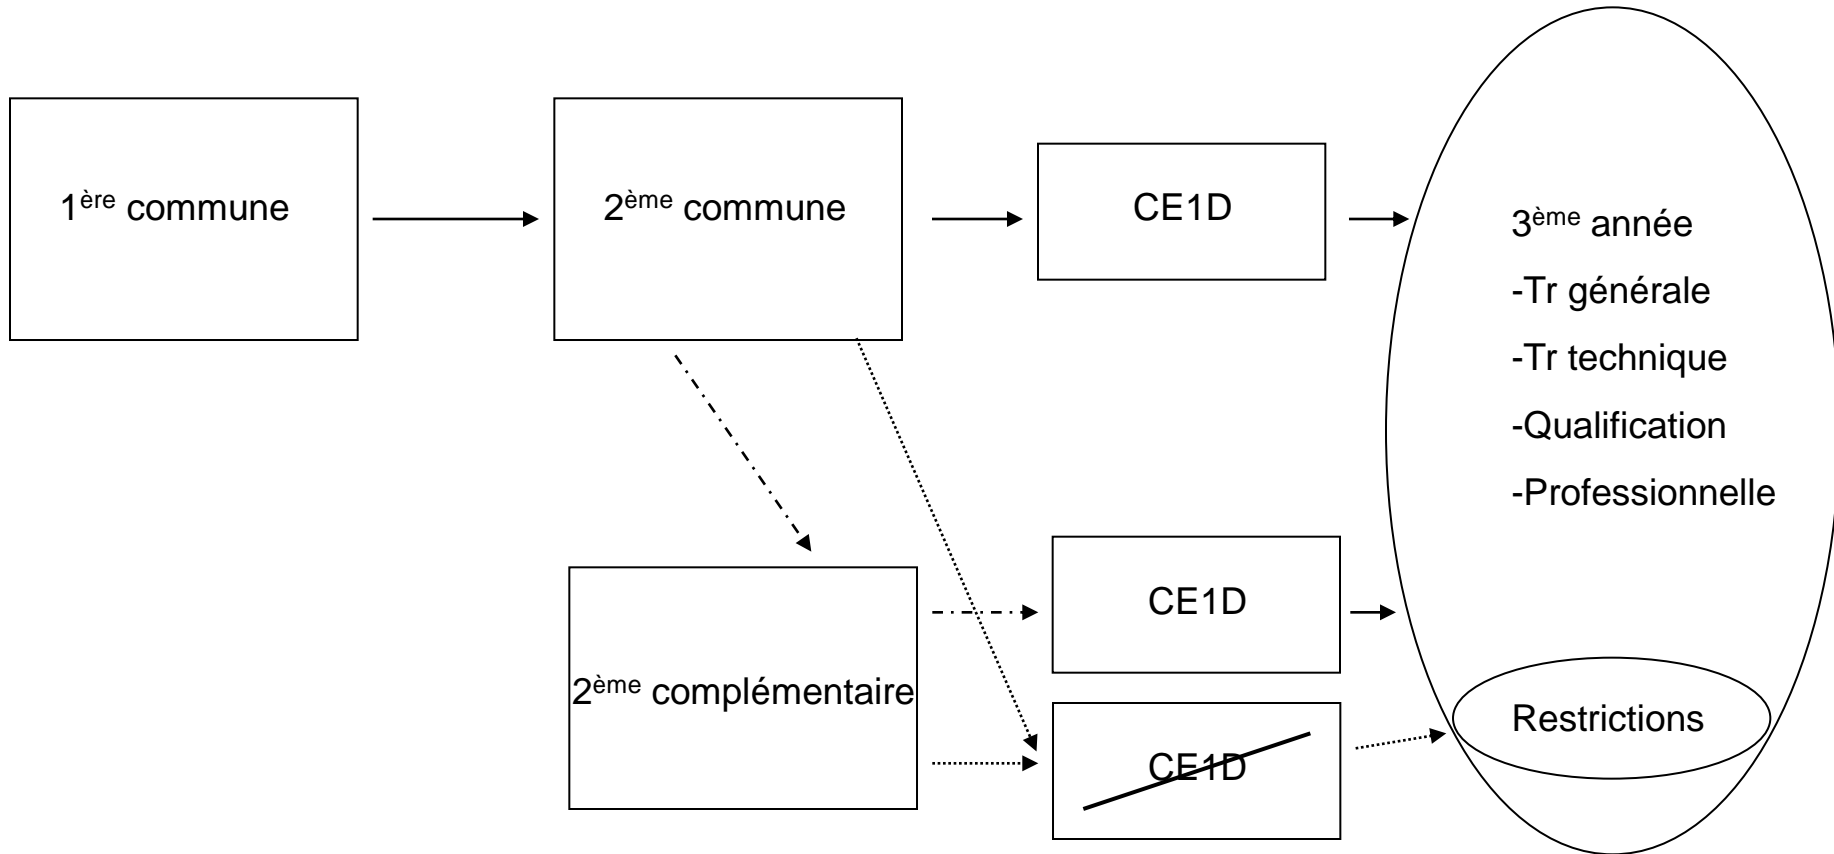 1ère commune
2ème commune
CE1D
3ème année
-Tr générale
-Tr technique
-Qualification
-Professionnelle
2ème complémentaire
CE1D
CE1D
Restrictions